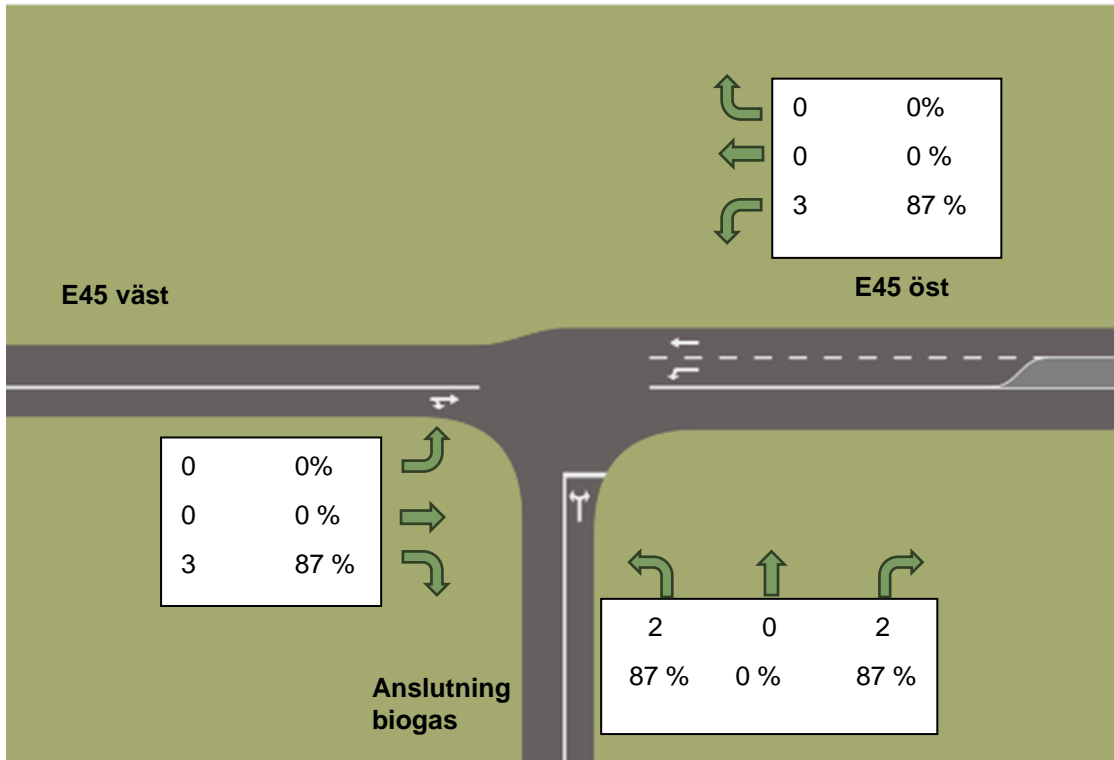 0 0%
0 0 %
3 87 %
E45 väst
E45 öst
0 0%
0 0 %
3 87 %
2 0 2
87 % 0 % 87 %
Anslutning
biogas